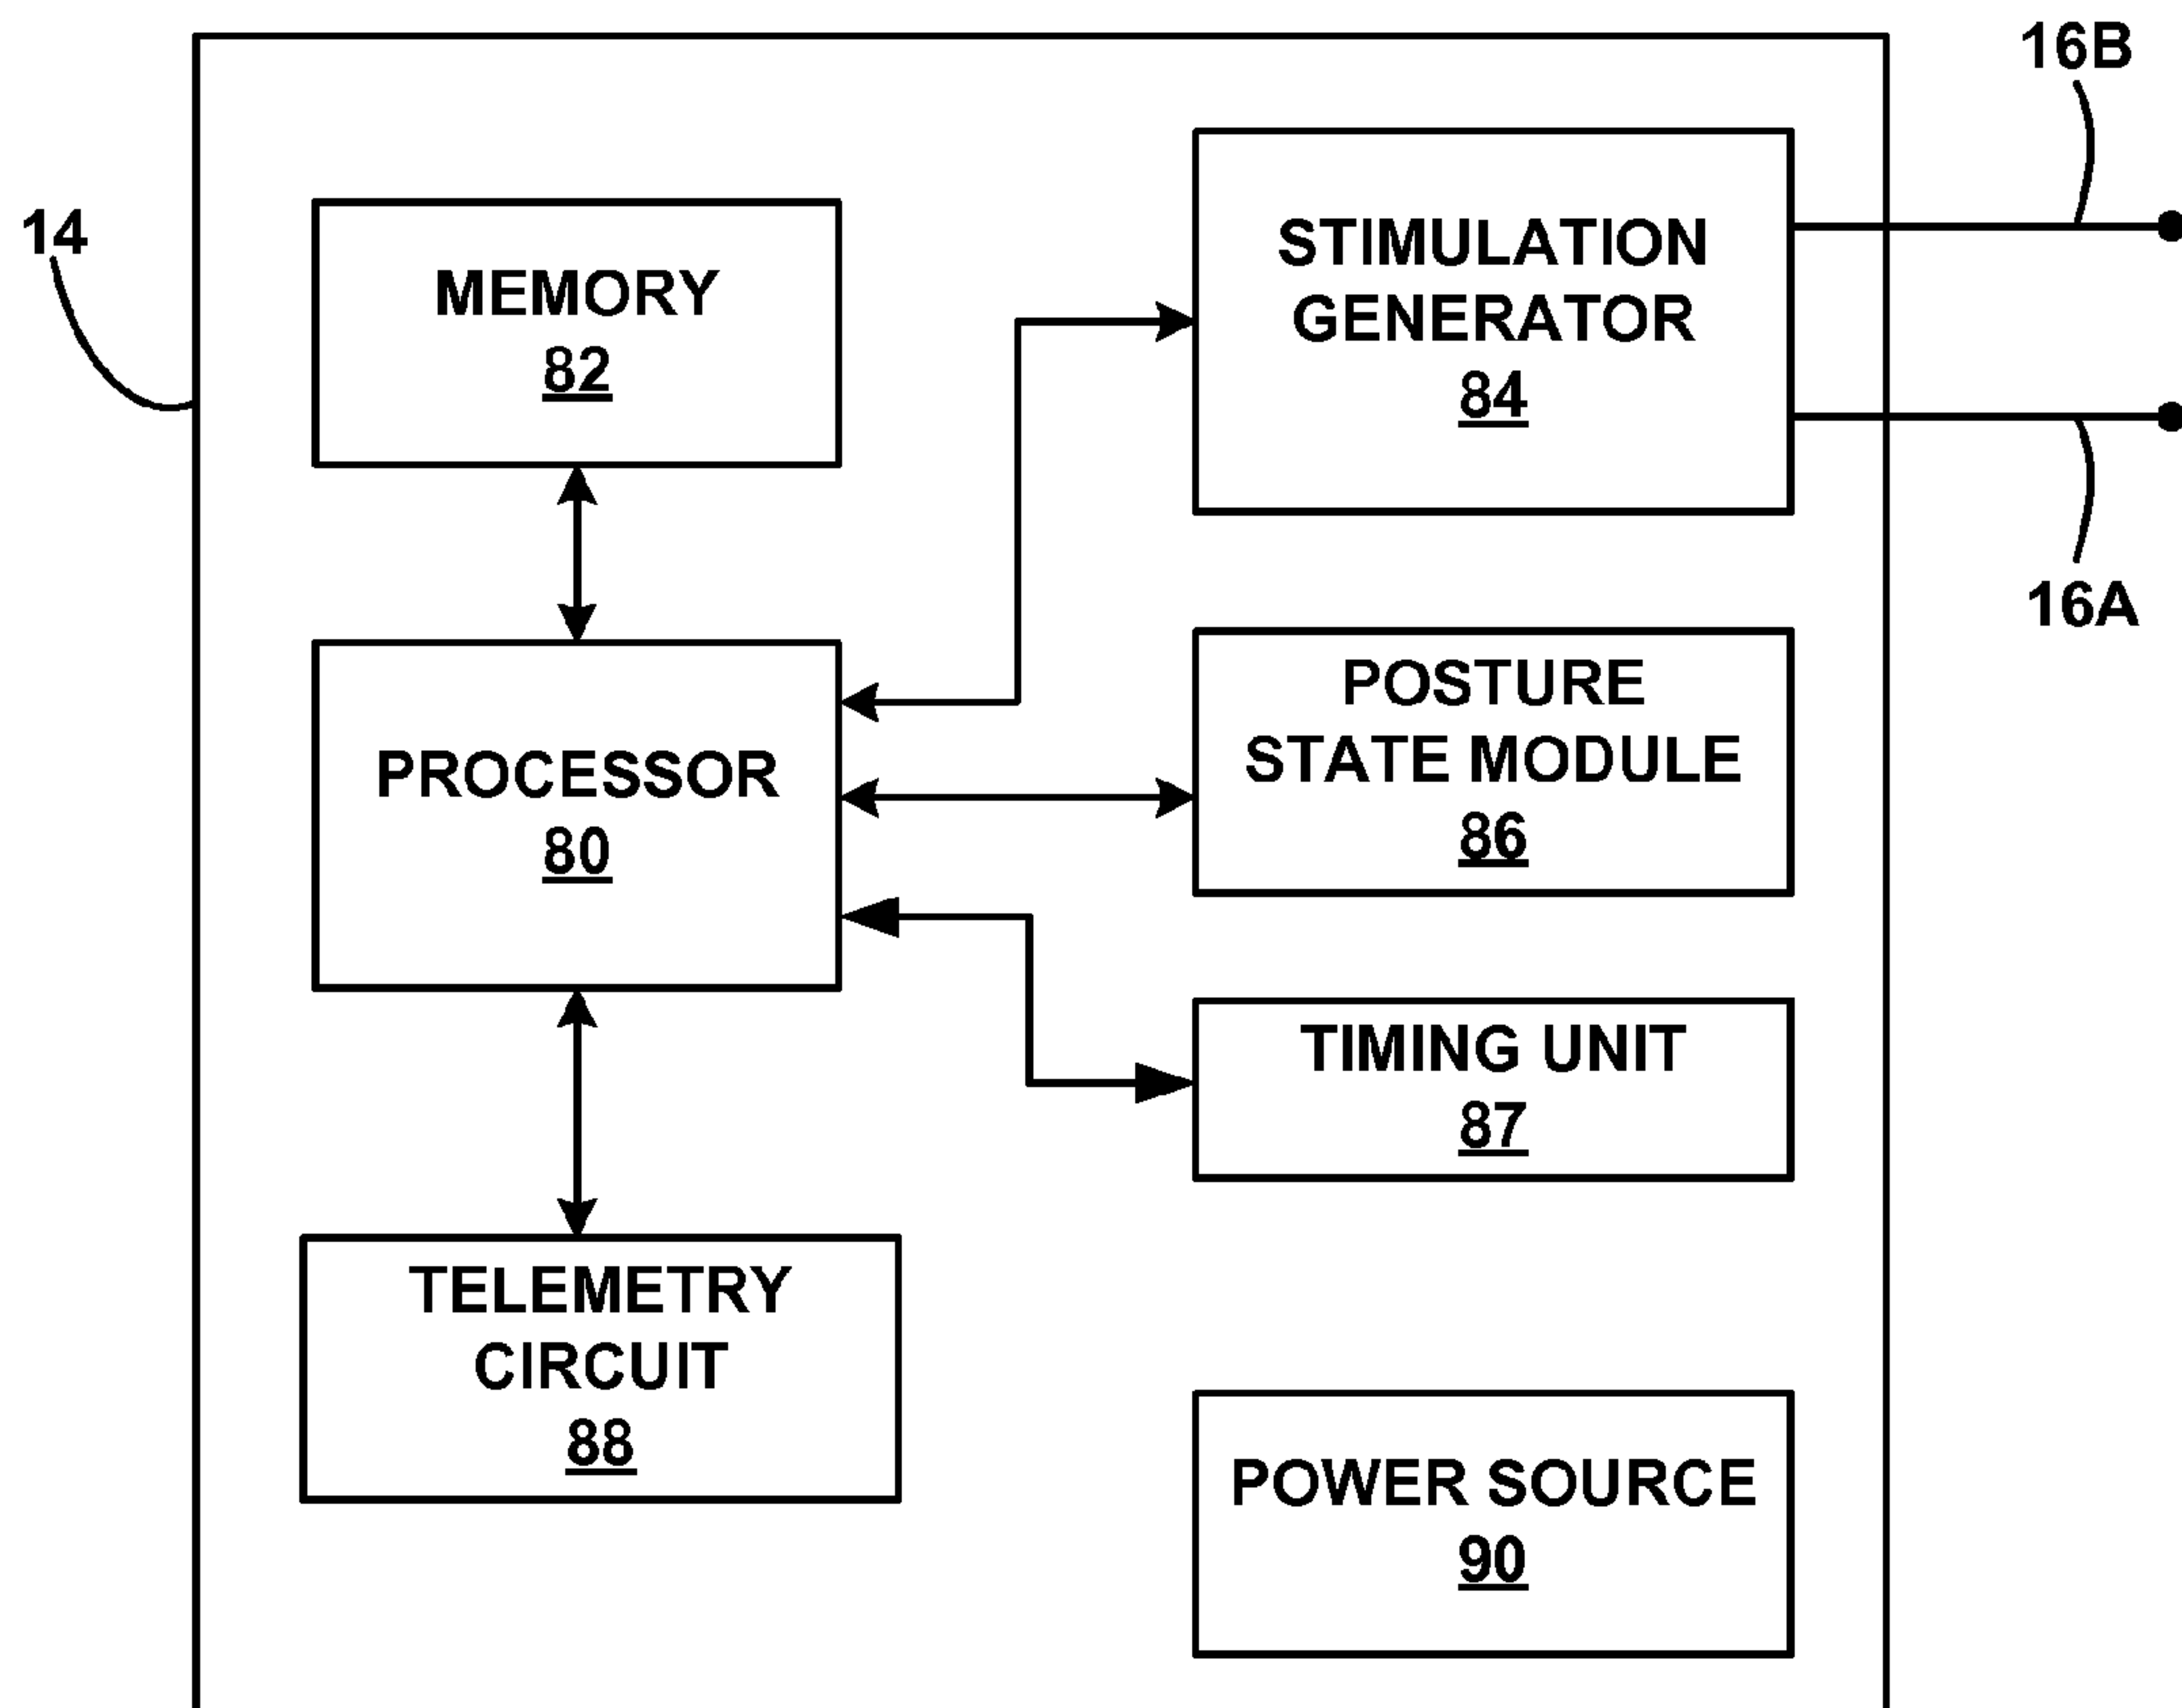 16B
14
MEMORY
82
STIMULATION
GENERATOR
84
16A
PROCESSOR
80
POSTURE
STATE MODULE
86
TIMING UNIT
87
TELEMETRY
CIRCUIT
88
POWER SOURCE
90